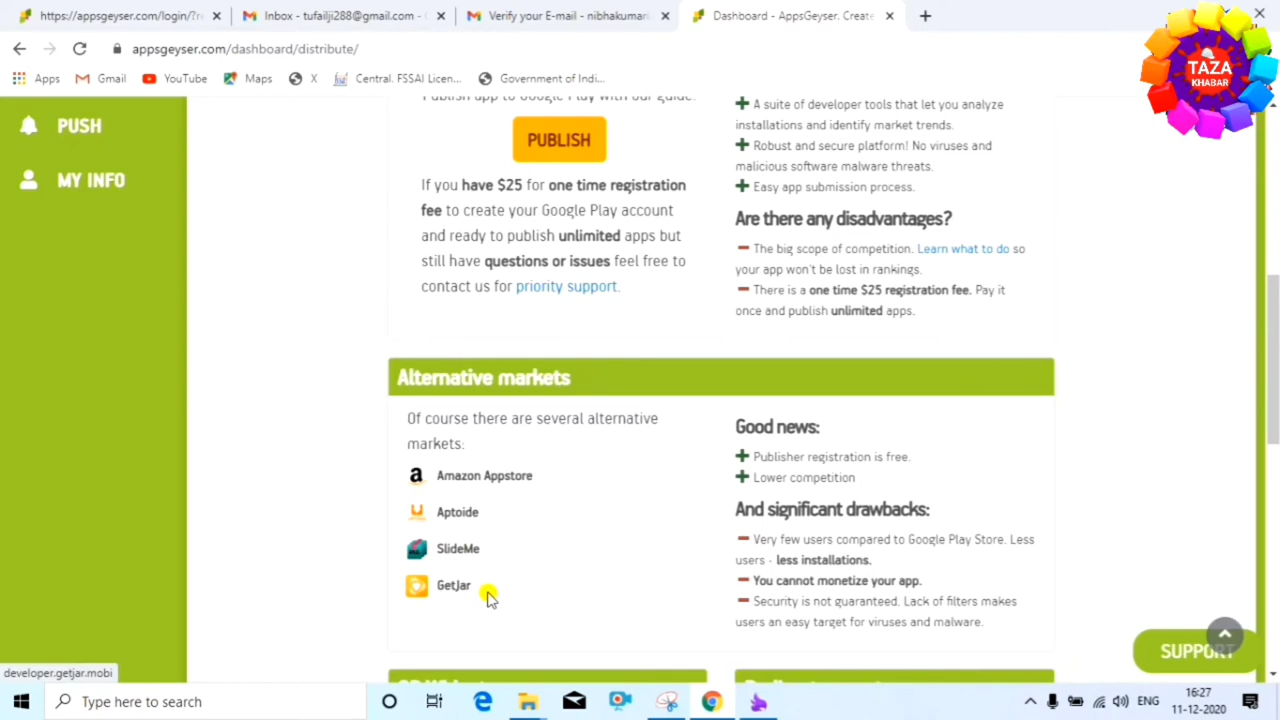 https://appsgeyser.com/login/?re
Inbox - tufailji288@gmail.com -
Verify your E-mail - nibhakumari
Dashboard - AppsGeyser. Create
appsgeyser.com/dashboard/distribute/
Apps
Gmail
YouTube
Maps
X
Central. FSSAI Licen...
Government of Indi...
TAZA
KHABAR
PUSH
MY INFO
Publish app to Google Play with our guide.
PUBLISH
If you have $25 for one time registration
fee to create your Google Play account
and ready to publish unlimited apps but
still have questions or issues feel free to
contact us for priority support.
A suite of developer tools that let you analyze
installations and identify market trends.
Robust and secure platform! No viruses and
malicious software malware threats.
Easy app submission process.
Are there any disadvantages?
The big scope of competition. Learn what to do so
your app won't be lost in rankings.
There is a one time $25 registration fee. Pay it
once and publish unlimited apps.
Alternative markets
Of course there are several alternative
markets:
Amazon Appstore
Aptoide
SlideMe
GetJar
Good news:
Publisher registration is free.
Lower competition
And significant drawbacks:
Very few users compared to Google Play Store. Less
users - less installations.
You cannot monetize your app.
Security is not guaranteed. Lack of filters makes
users an easy target for viruses and malware.
SUPPORT
developer.getjar.mobi
Type here to search
ENG
16:27
11-12-2020